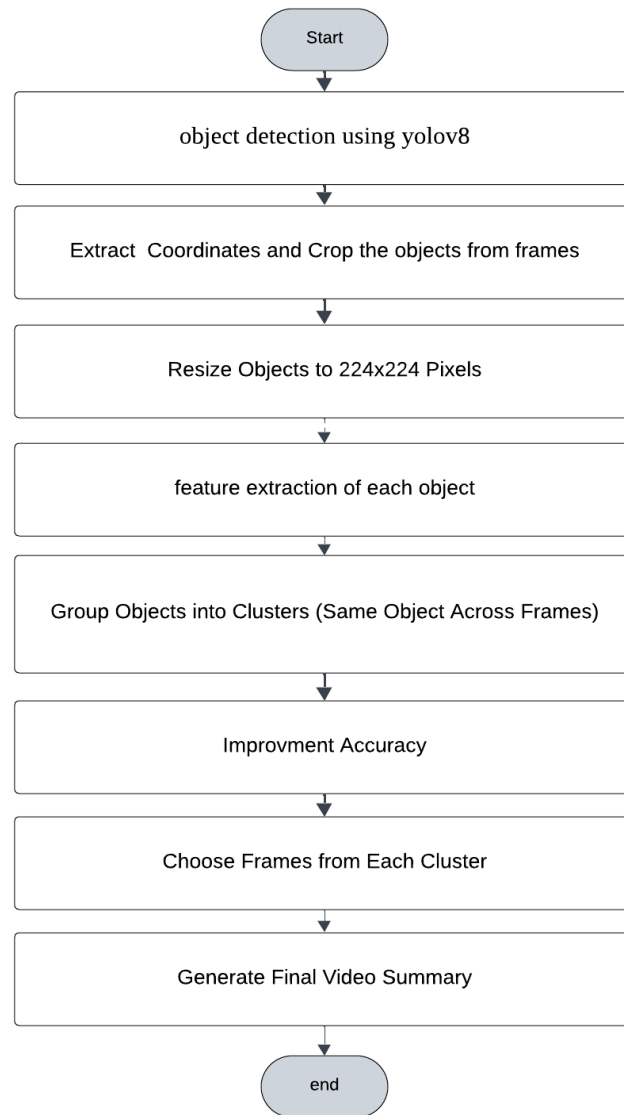 Start
object detection using yolov8
Extract Coordinates and Crop the objects from frames
Resize Objects to 224x224 Pixels
feature extraction of each object
Group Objects into Clusters (Same Object Across Frames)
Improvment Accuracy
Choose Frames from Each Cluster
Generate Final Video Summary
end